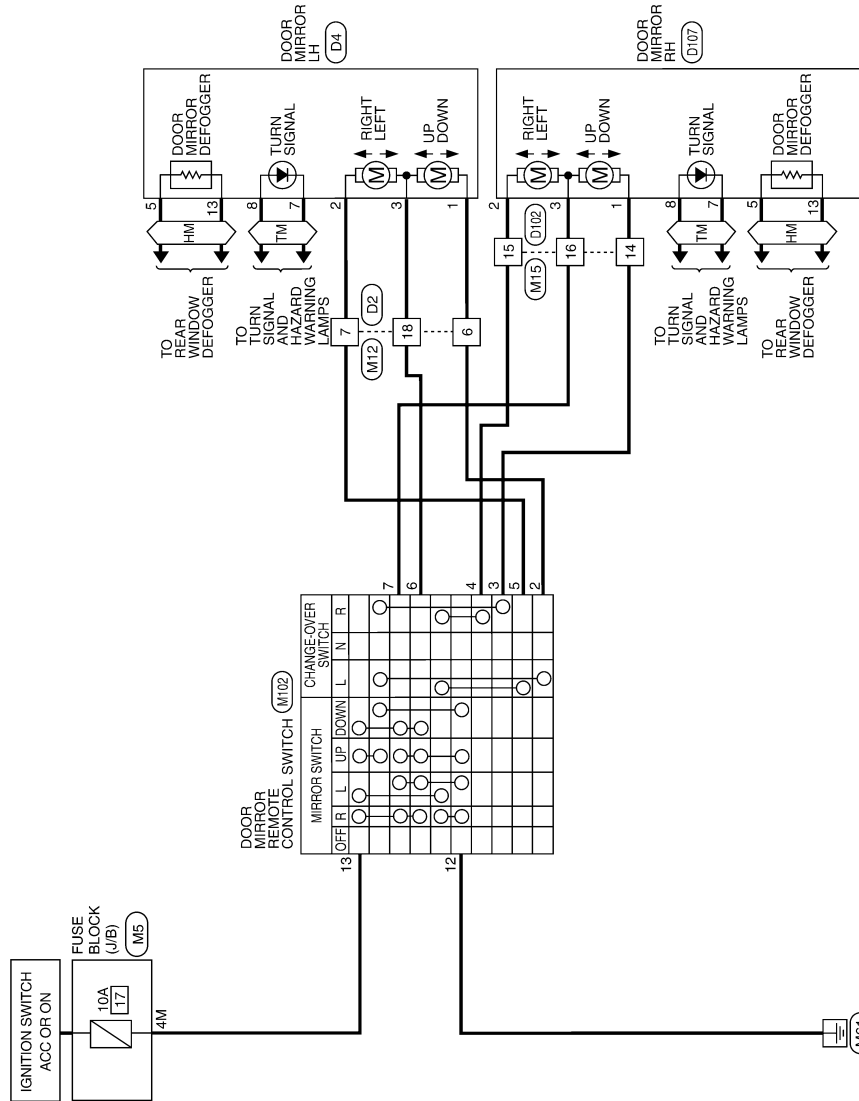 IGNITION SWITCH
ACC OR ON
FUSE
BLOCK
(J/B)
M5
10A
17
4M
DOOR
MIRROR
REMOTE
CONTROL SWITCH
M102
13
12
MIRROR SWITCH
CHANGE-OVER
SWITCH
OFF
R
L
UP
DOWN
L
N
R
7
6
4
3
5
2
M12
D2
7
18
6
M15
D102
15
16
14
TO
REAR
WINDOW
DEFOGGER
TO
TURN
SIGNAL
AND
HAZARD
WARNING
LAMPS
HM
TM
5
13
8
7
2
3
1
DOOR
MIRROR
DEFOGGER
TURN
SIGNAL
M
RIGHT
LEFT
M
UP
DOWN
DOOR
MIRROR
LH
D4
2
3
1
8
7
5
13
M
RIGHT
LEFT
M
UP
DOWN
TURN
SIGNAL
DOOR
MIRROR
DEFOGGER
DOOR
MIRROR
RH
D107
TM
HM
TO
TURN
SIGNAL
AND
HAZARD
WARNING
LAMPS
TO
REAR
WINDOW
DEFOGGER